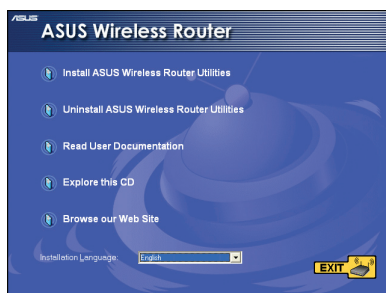 ASUS
ASUS Wireless Router
Install ASUS Wireless Router Utilities
Uninstall ASUS Wireless Router Utilities
Read User Documentation
Explore this CD
Browse our Web Site
Installation Language: English
EXIT